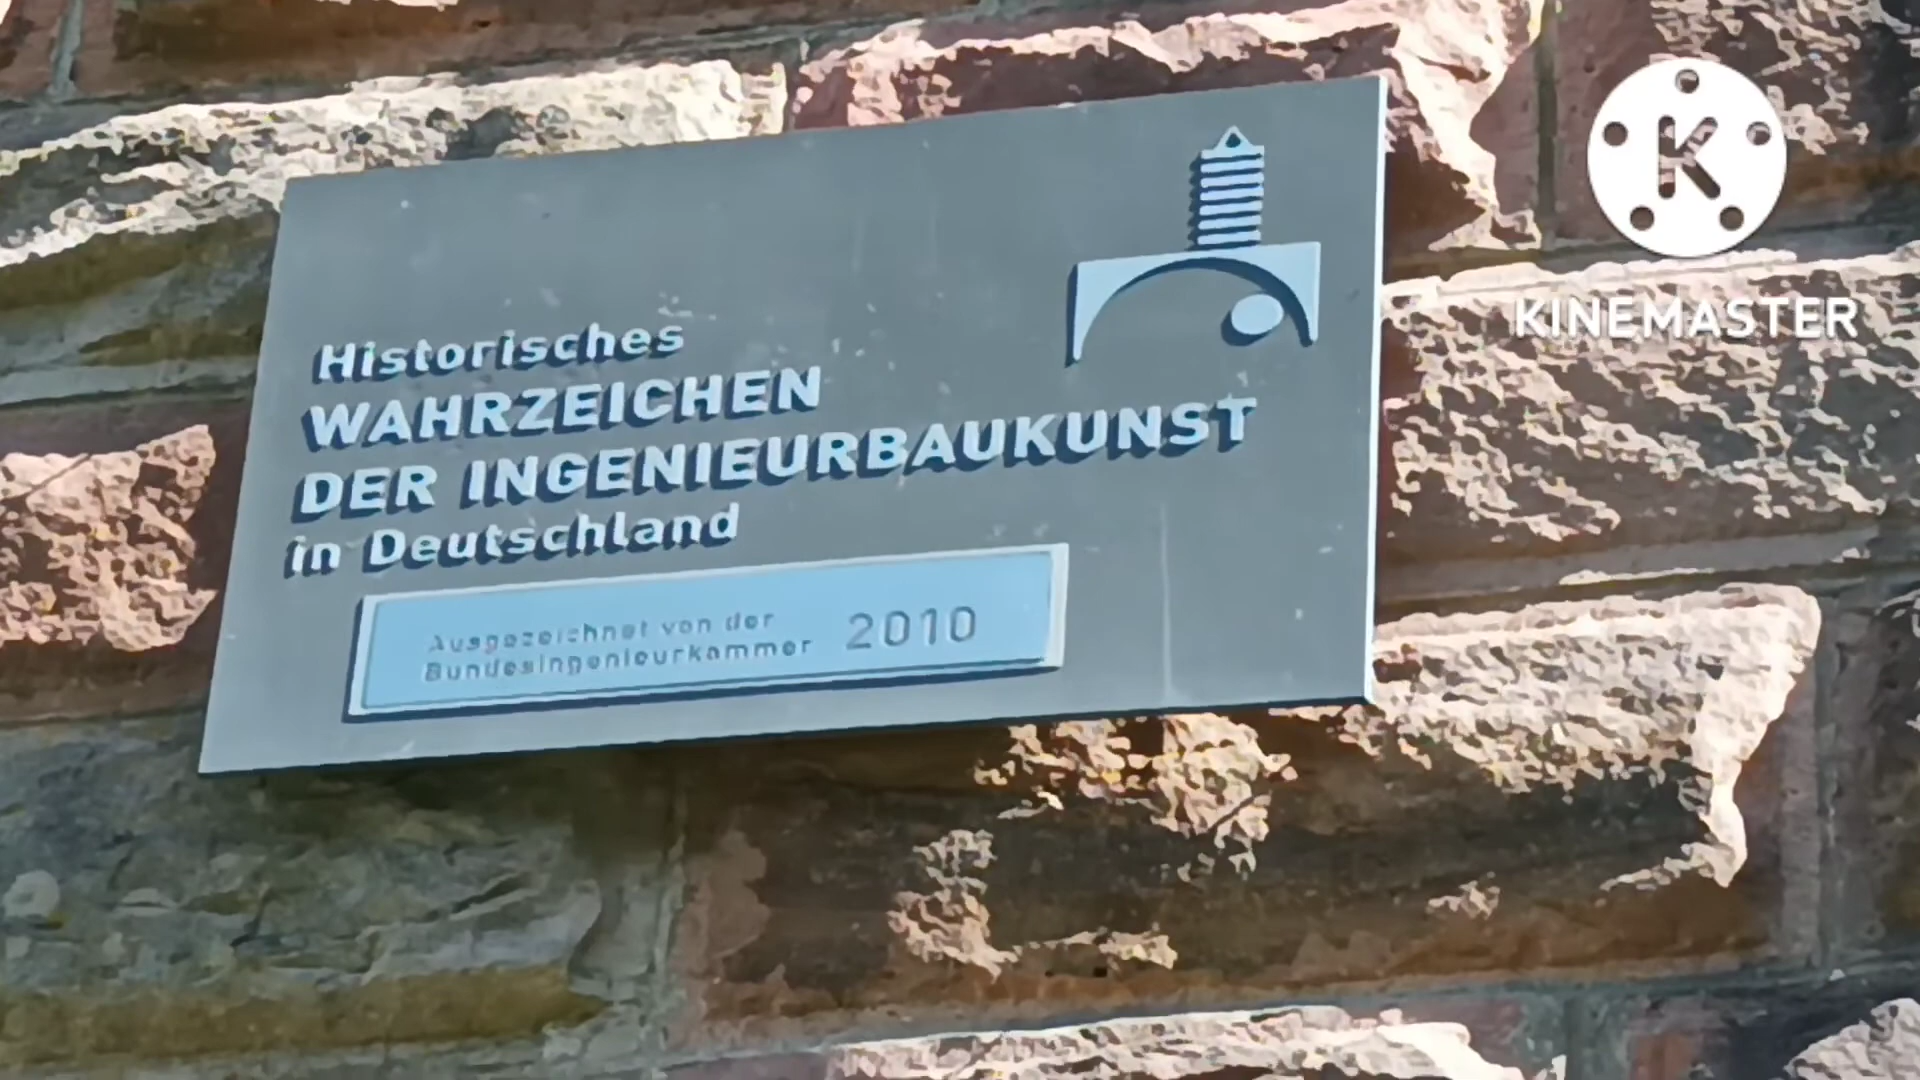 Historisches
WAHRZEICHEN
DER INGENIEURBAUKUNST
in Deutschland
Ausgezeichnet von der
Bundesingenieurkammer 2010
K
KINEMASTER